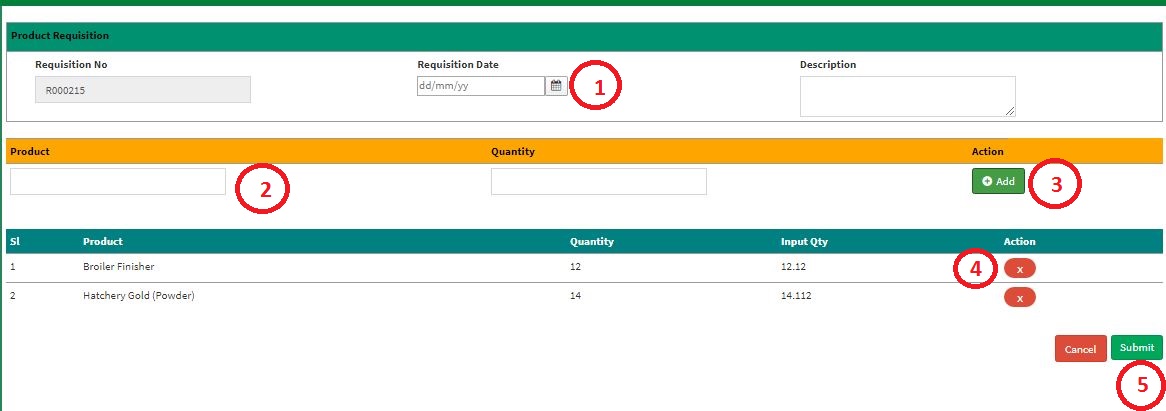 Product Requisition
Requisition No Requisition Date Description
R000215 dd/mm/yy 1
Product Quantity Action
2 Add 3
Sl Product Quantity Input Qty Action
1 Broiler Finisher 12 12.12 4 x
2 Hatchery Gold (Powder) 14 14.112 x
Cancel Submit
5